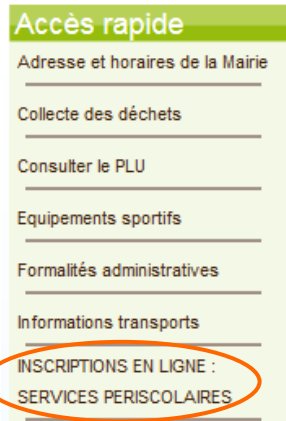 Accès rapide
Adresse et horaires de la Mairie
Collecte des déchets
Consulter le PLU
Equipements sportifs
Formalités administratives
Informations transports
INSCRIPTIONS EN LIGNE :
SERVICES PERISCOLAIRES